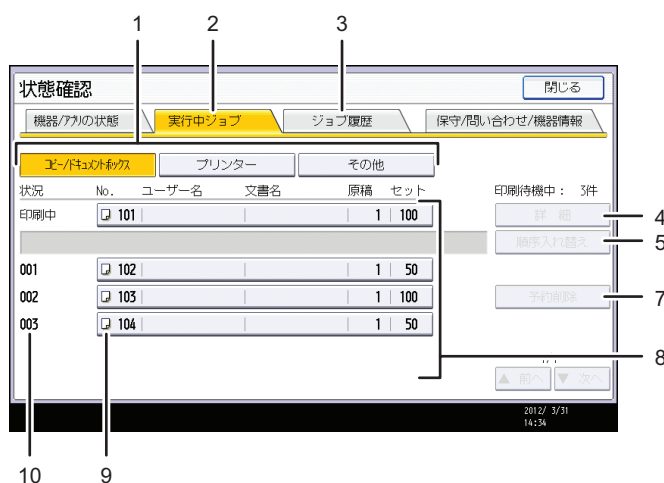 1 2 3
状態確認 閉じる
機器/アプリの状態 実行中ジョブ ジョブ履歴 保守/問い合わせ/機器情報
コピー/ドキュメントボックス プリンター その他
状況 No. ユーザー名 文書名 原稿 セット 印刷待機中： 3件
印刷中 101 1 100 詳 細 4
順序入れ替え 5
001 102 1 50
002 103 1 100 予約削除 7
003 104 1 50
8
▲ 前へ ▼ 次へ
2012/ 3/31
14:34
10 9